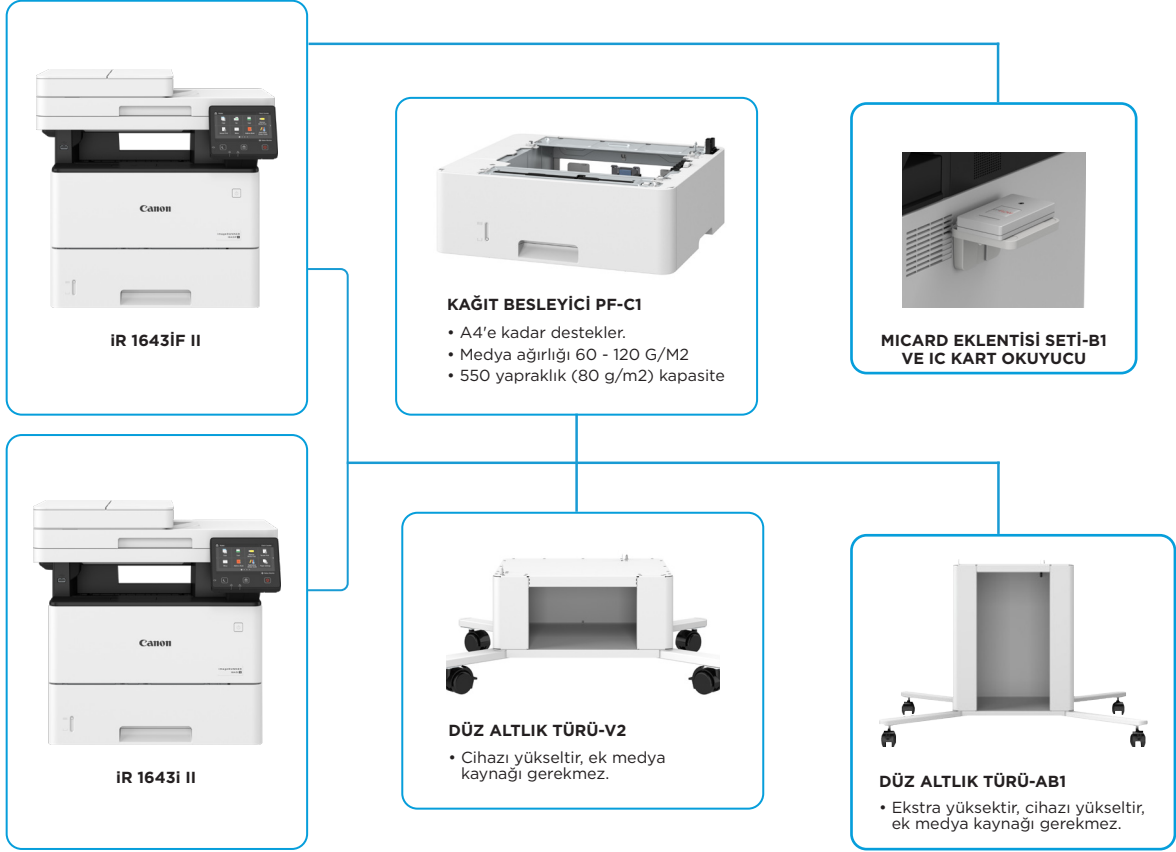 Canon
iR 1643İF II
KAĞIT BESLEYİCİ PF-C1
• A4'e kadar destekler.
• Medya ağırlığı 60 - 120 G/M2
• 550 yapraklık (80 g/m2) kapasite
MICARD EKLENTİSİ SETİ-B1
VE IC KART OKUYUCU
Canon
iR 1643i II
DÜZ ALTLIK TÜRÜ-V2
• Cihazı yükseltir, ek medya
kaynağı gerekmez.
DÜZ ALTLIK TÜRÜ-AB1
• Ekstra yüksektir, cihazı yükseltir,
ek medya kaynağı gerekmez.